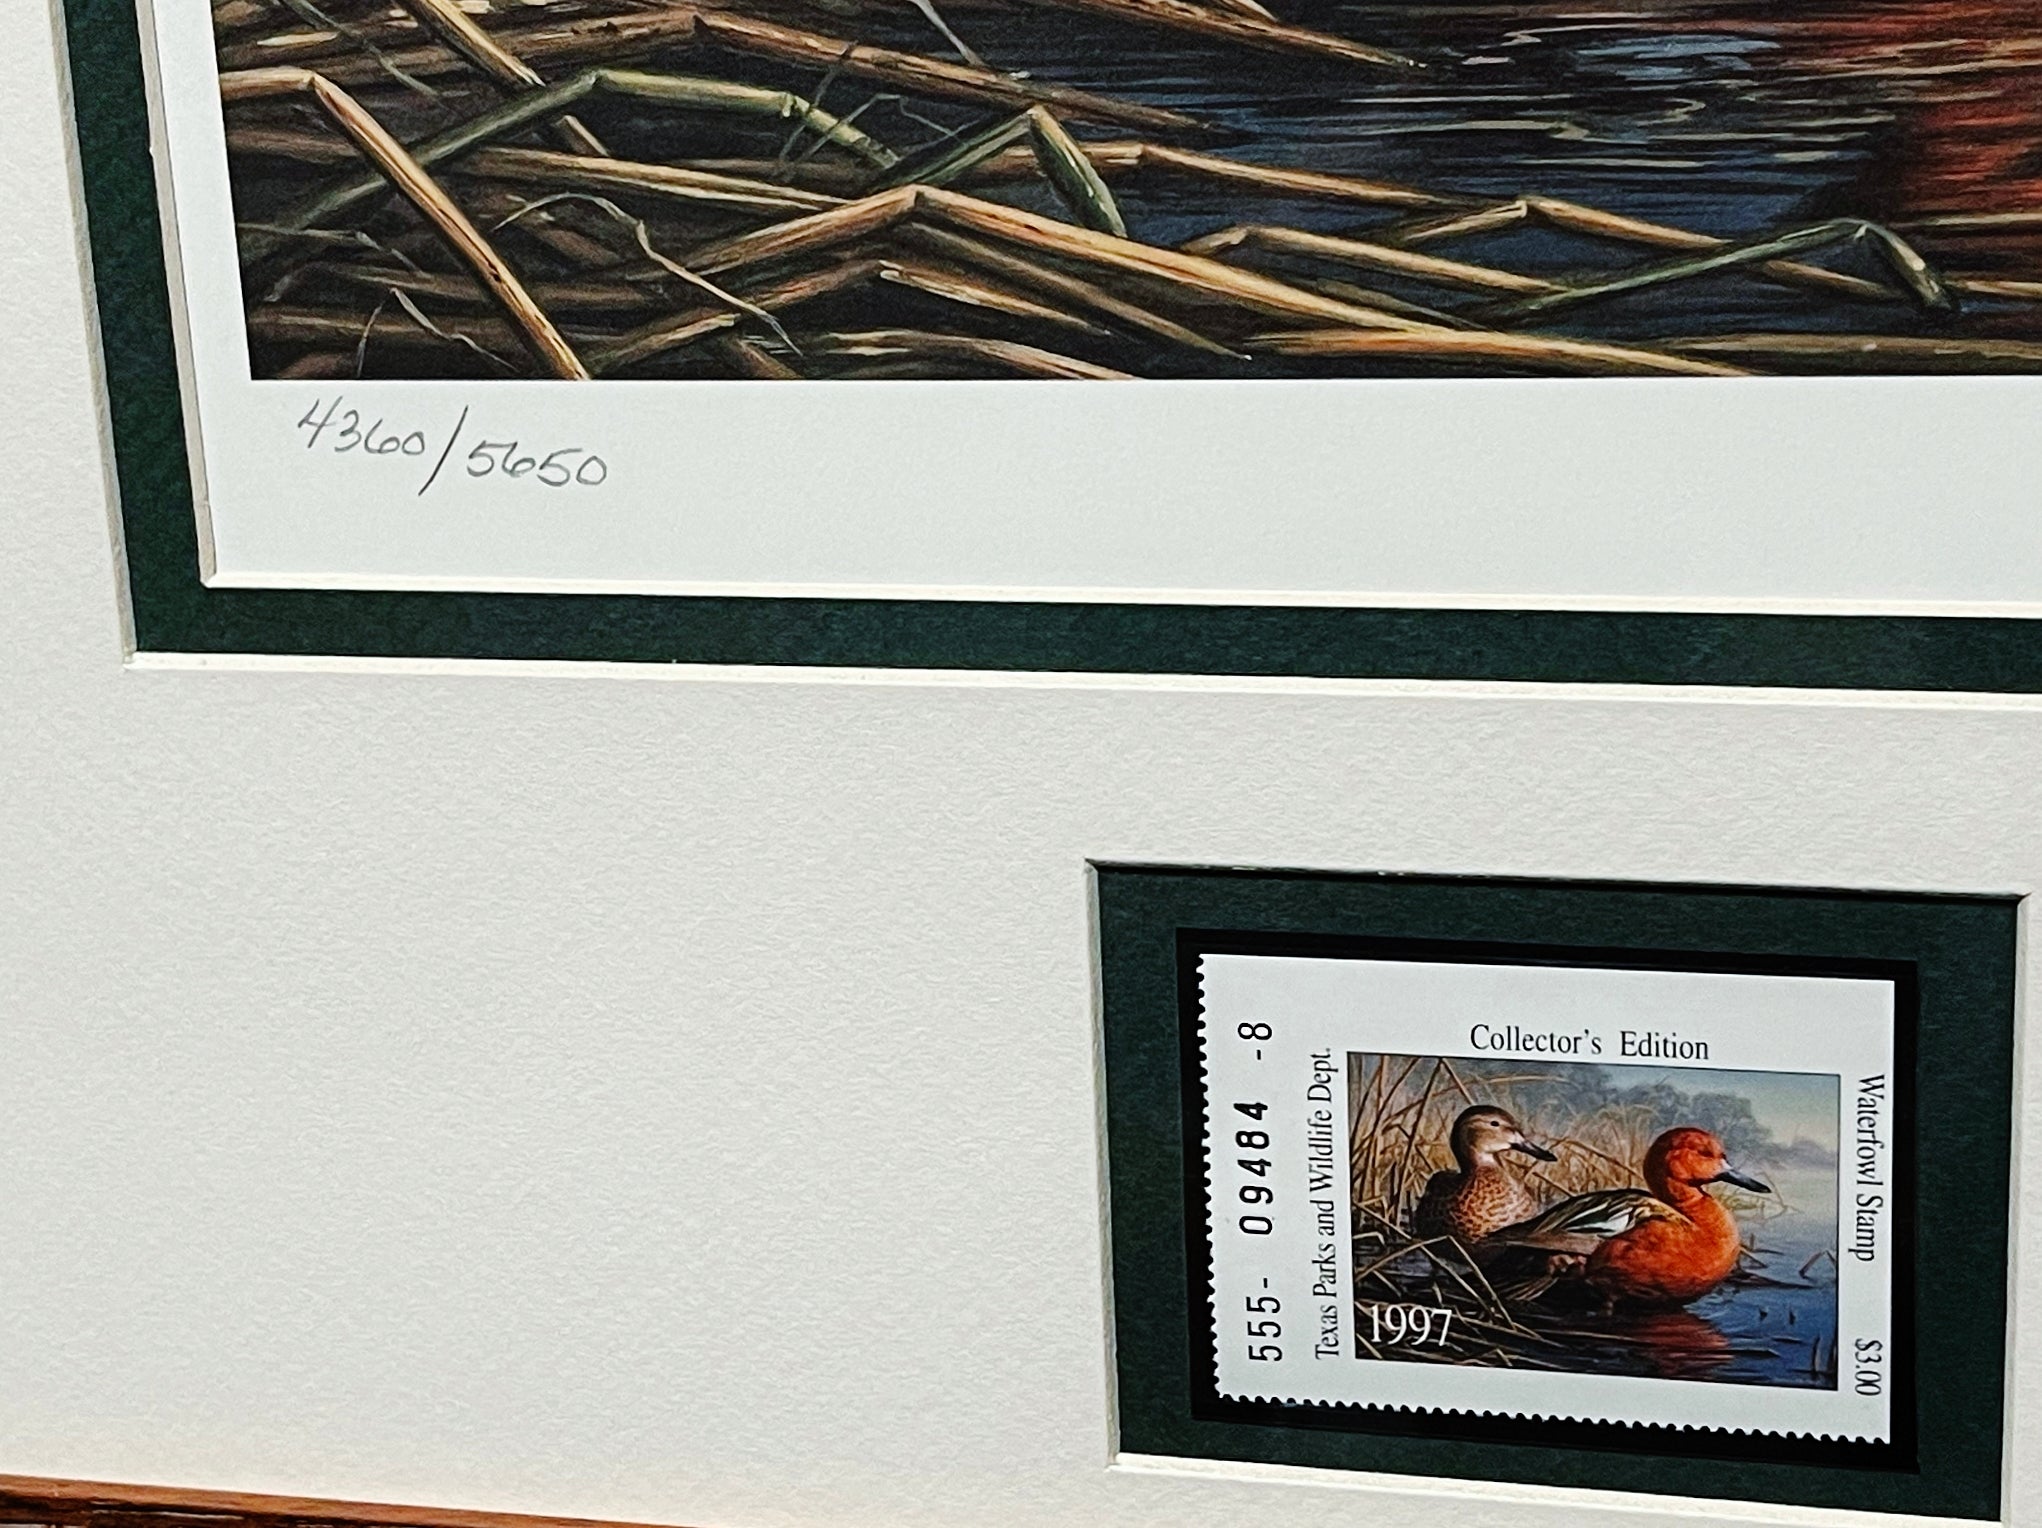 4360/5650
Collector's Edition
555- 09484 -8
Texas Parks and Wildlife Dept.
1997
Waterfowl Stamp $3.00